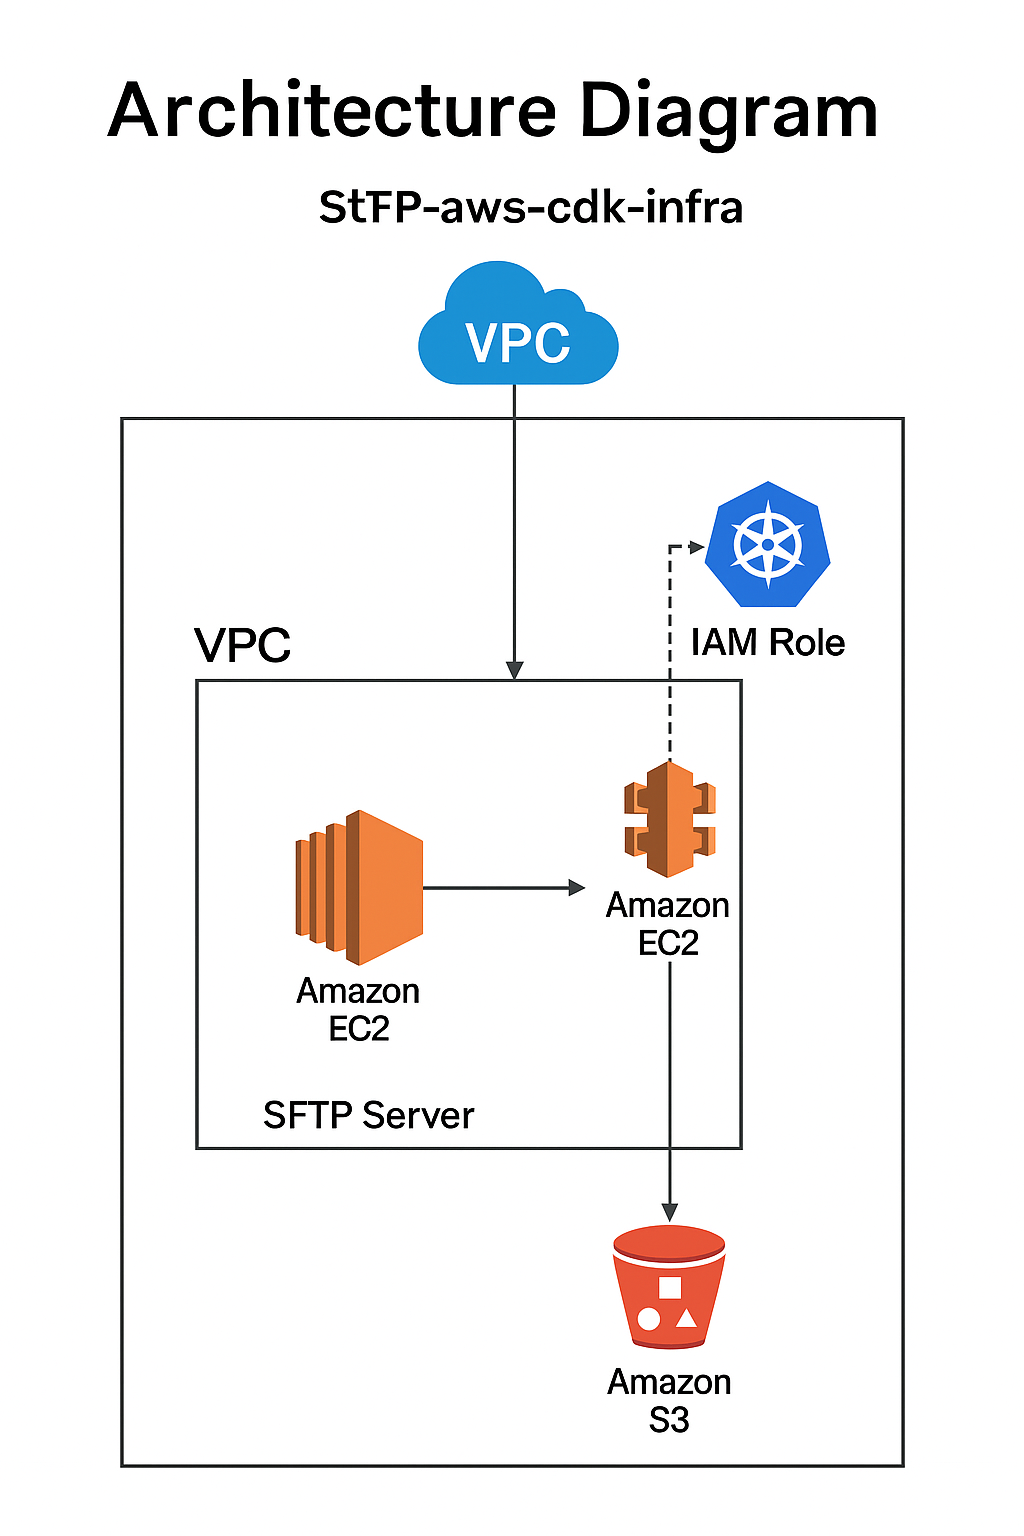 Architecture Diagram
StFP-aws-cdk-infra
VPC
IAM Role
VPC
Amazon
EC2
Amazon
EC2
SFTP Server
Amazon
S3